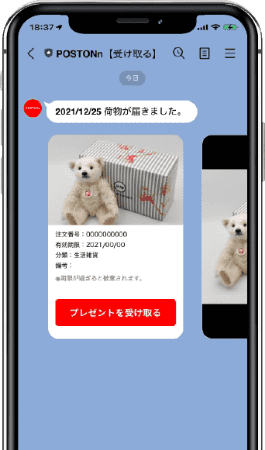 18:37
POSTONn【受け取る】
今日
2021/12/25 荷物が届きました。
注文番号：0000000000
有効期限：2021/00/00
分類：生活雑貨
備考：
※期限が過ぎると破棄されます。
プレゼントを受け取る